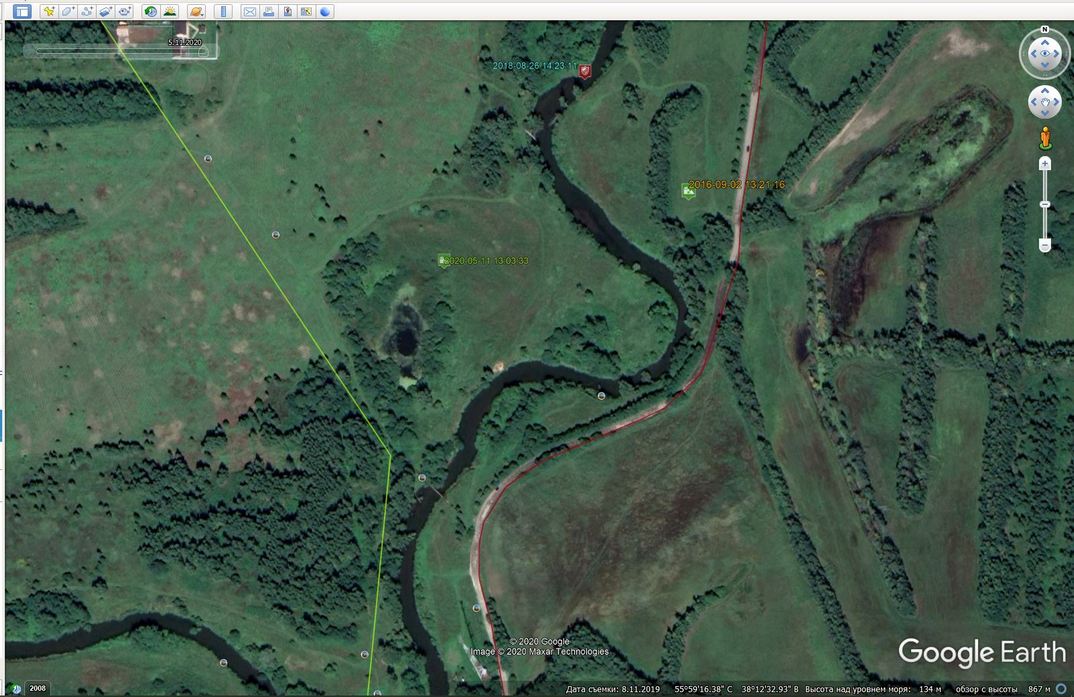 5.11.2020
2018-08-26 14:23:11
2016-09-02 13:21:16
2020-05-11 13:03:33
N
© 2020 Google
Image © 2020 Maxar Technologies
Google Earth
2008
Дата съемки: 8.11.2019 55°59'16.38" С 38°12'32.93" В Высота над уровнем моря: 134 м обзор с высоты 867 м